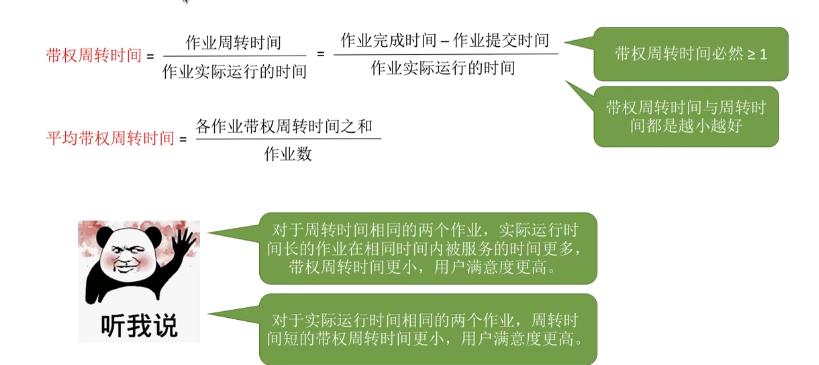 带权周转时间 = 作业周转时间 / 作业实际运行的时间 = 作业完成时间 – 作业提交时间 / 作业实际运行的时间
带权周转时间必然 ≥ 1
带权周转时间与周转时
间都是越小越好
平均带权周转时间 = 各作业带权周转时间之和 / 作业数
对于周转时间相同的两个作业，实际运行时
间长的作业在相同时间内被服务的时间更多，
带权周转时间更小，用户满意度更高。
听我说
对于实际运行时间相同的两个作业，周转时
间短的带权周转时间更小，用户满意度更高。